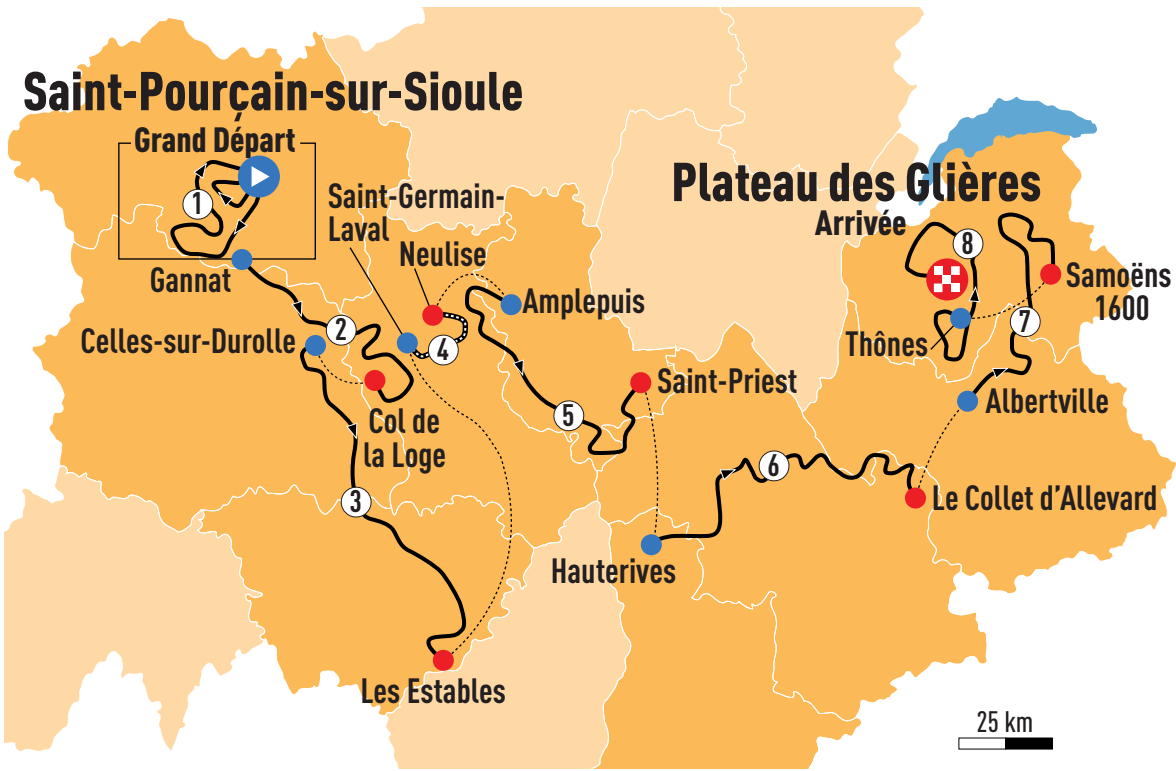 Saint-Pourçain-sur-Sioule
Grand Départ
1
Saint-Germain-
Laval
Neulise
Gannat
Amplepuis
2
Celles-sur-Durolle
4
Col de
la Loge
3
5
Saint-Priest
Les Estables
Hauterives
6
Le Collet d’Allevard
Plateau des Glières
Arrivée
8
Samoëns
1600
7
Thônes
Albertville
25 km